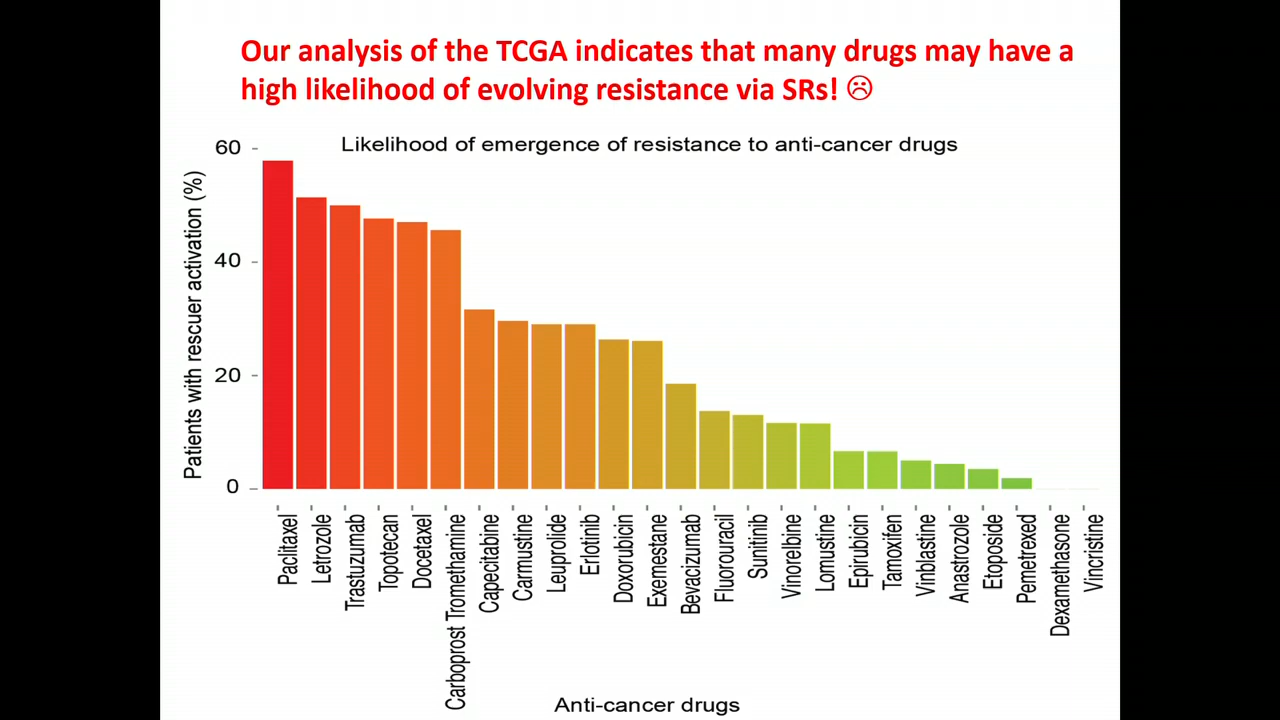 Our analysis of the TCGA indicates that many drugs may have a
high likelihood of evolving resistance via SRs! ☹
Likelihood of emergence of resistance to anti-cancer drugs
Patients with rescuer activation (%)
60
40
20
0
Paclitaxel
Letrozole
Trastuzumab
Topotecan
Docetaxel
Carboprost Tromethamine
Capecitabine
Carmustine
Leuprolide
Erlotinib
Doxorubicin
Exemestane
Bevacizumab
Fluorouracil
Sunitinib
Vinorelbine
Lomustine
Epirubicin
Tamoxifen
Vinblastine
Anastrozole
Etoposide
Pemetrexed
Dexamethasone
Vincristine
Anti-cancer drugs